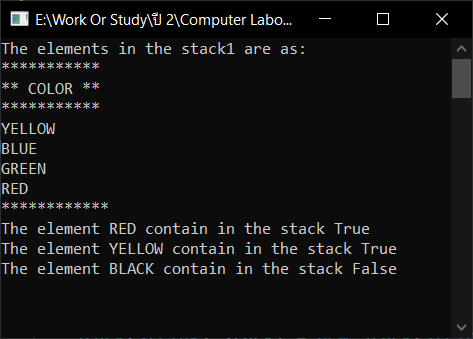 E:\Work Or Study\ปี 2\Computer Labo...
The elements in the stack1 are as:
***********
** COLOR **
***********
YELLOW
BLUE
GREEN
RED
************
The element RED contain in the stack True
The element YELLOW contain in the stack True
The element BLACK contain in the stack False